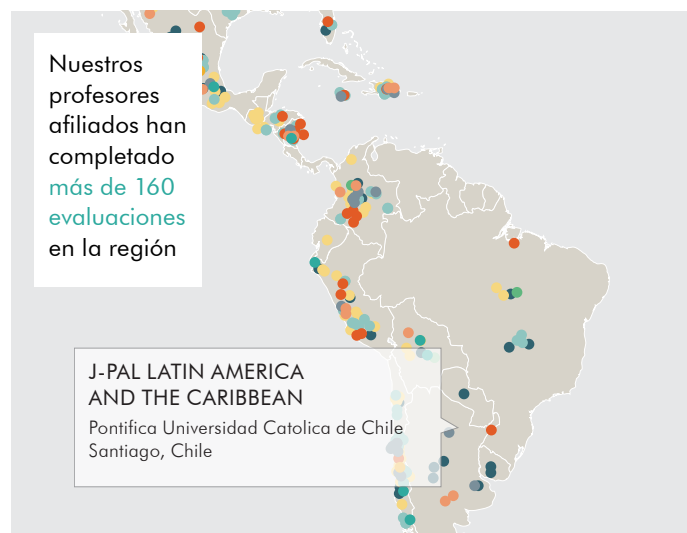 Nuestros
profesores
afiliados han
completado
más de 160
evaluaciones
en la región
J-PAL LATIN AMERICA
AND THE CARIBBEAN
Pontifica Universidad Catolica de Chile
Santiago, Chile